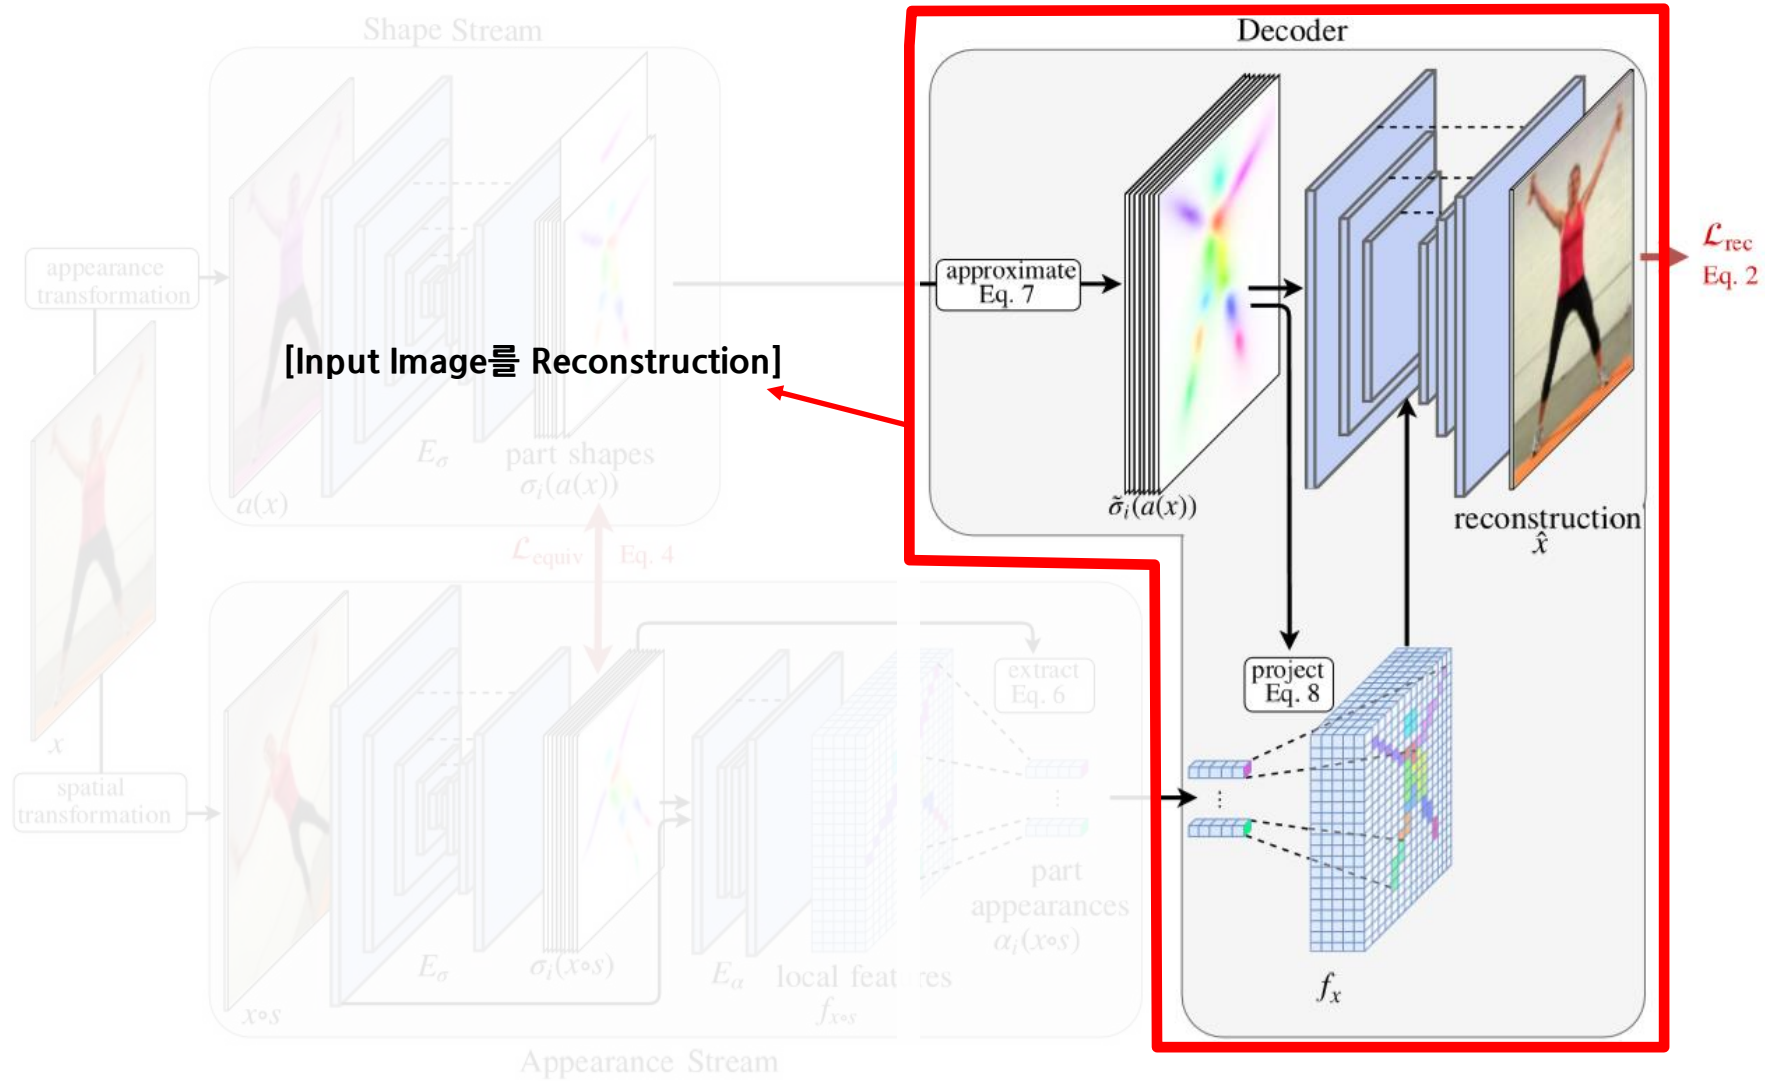 Shape Stream
Decoder
appearance
transformation
approximate
Eq. 7
[Input Image를 Reconstruction]
𝓛rec
Eq. 2
Eσ
part shapes
σᵢ(a(x))
a(x)
σ̃ᵢ(a(x))
reconstruction
x̂
𝓛equiv
Eq. 4
x
extract
Eq. 6
project
Eq. 8
spatial
transformation
part
appearances
αᵢ(x∘s)
Eσ
σᵢ(x∘s)
Eα
local features
fx∘s
x∘s
fx
Appearance Stream